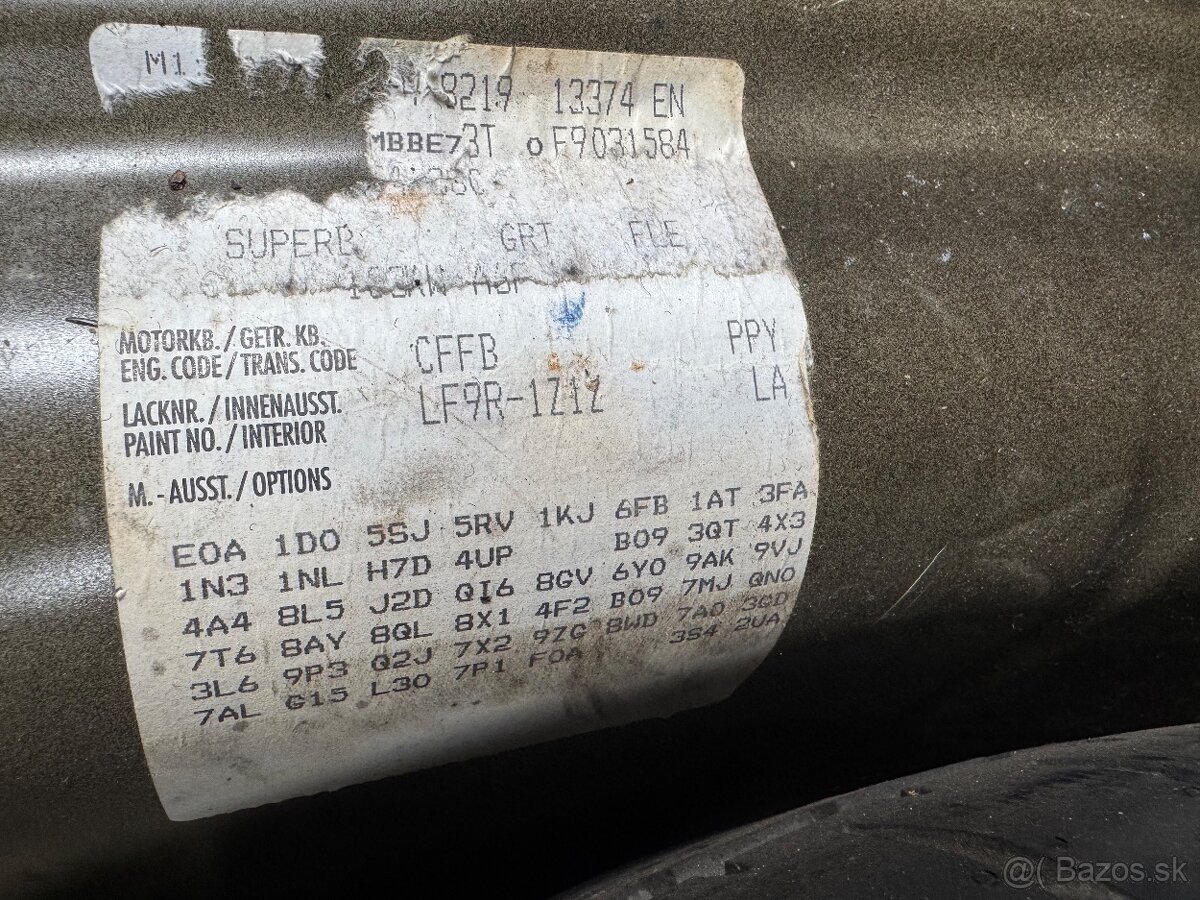 M1
8219 13374 EN
MBBE73T 0 F9031584
SUPERB GRT FLE
MOTORKB./GETR. KB.
ENG. CODE/TRANS. CODE
CFFB PPY
LACKNR./INNENAUSST.
PAINT NO./INTERIOR
LF9R-1Z1Z LA
M.-AUSST./OPTIONS
E0A 1D0 5SJ 5RV 1KJ 6FB 1AT 3FA
1N3 1NL H7D 4UP B09 3QT 4X3
4A4 8L5 J2D QI6 8GV 6Y0 9AK 9VJ
7T6 8AY 8QL 8X1 4F2 B09 7MJ QN0
3L6 9P3 Q2J 7X2 9ZG 8WD 7A0 3GD
7AL G15 L30 7P1 F0A 3S4 2UA
@( Bazos.sk